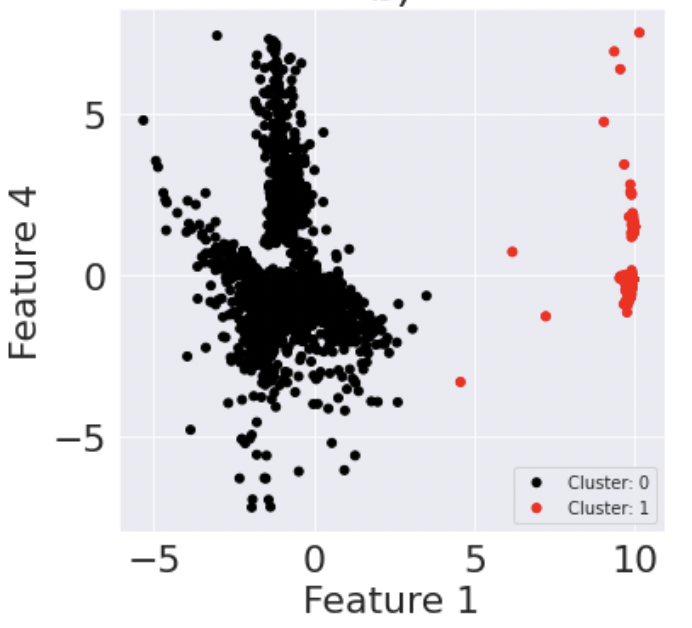 5
0
−5
Feature 4
Cluster: 0
Cluster: 1
−5 0 5 10
Feature 1